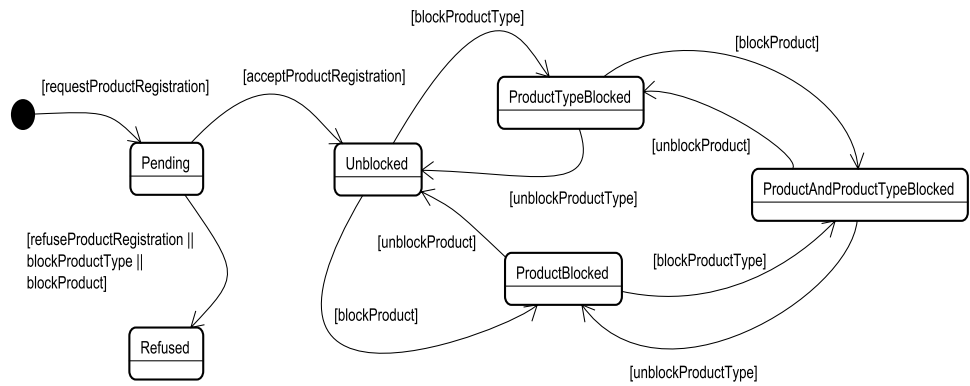 [blockProductType]
[blockProduct]
[requestProductRegistration]
[acceptProductRegistration]
ProductTypeBlocked
Pending
Unblocked
[unblockProduct]
[unblockProductType]
ProductAndProductTypeBlocked
[refuseProductRegistration ||
blockProductType ||
blockProduct]
[unblockProduct]
ProductBlocked
[blockProductType]
[blockProduct]
Refused
[unblockProductType]